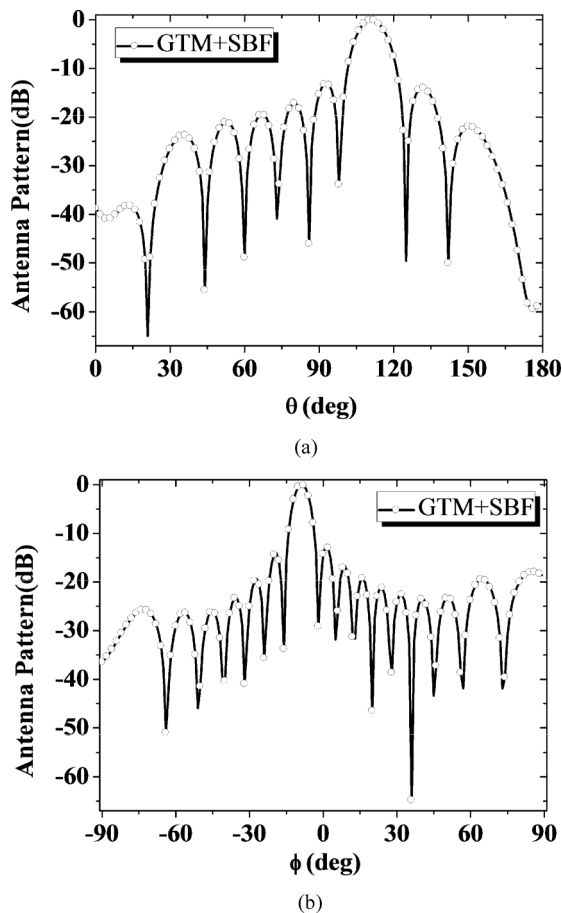 GTM+SBF
Antenna Pattern(dB)
0
-10
-20
-30
-40
-50
-60
0 30 60 90 120 150 180
θ (deg)
(a)
GTM+SBF
Antenna Pattern(dB)
0
-10
-20
-30
-40
-50
-60
-90 -60 -30 0 30 60 90
ϕ (deg)
(b)